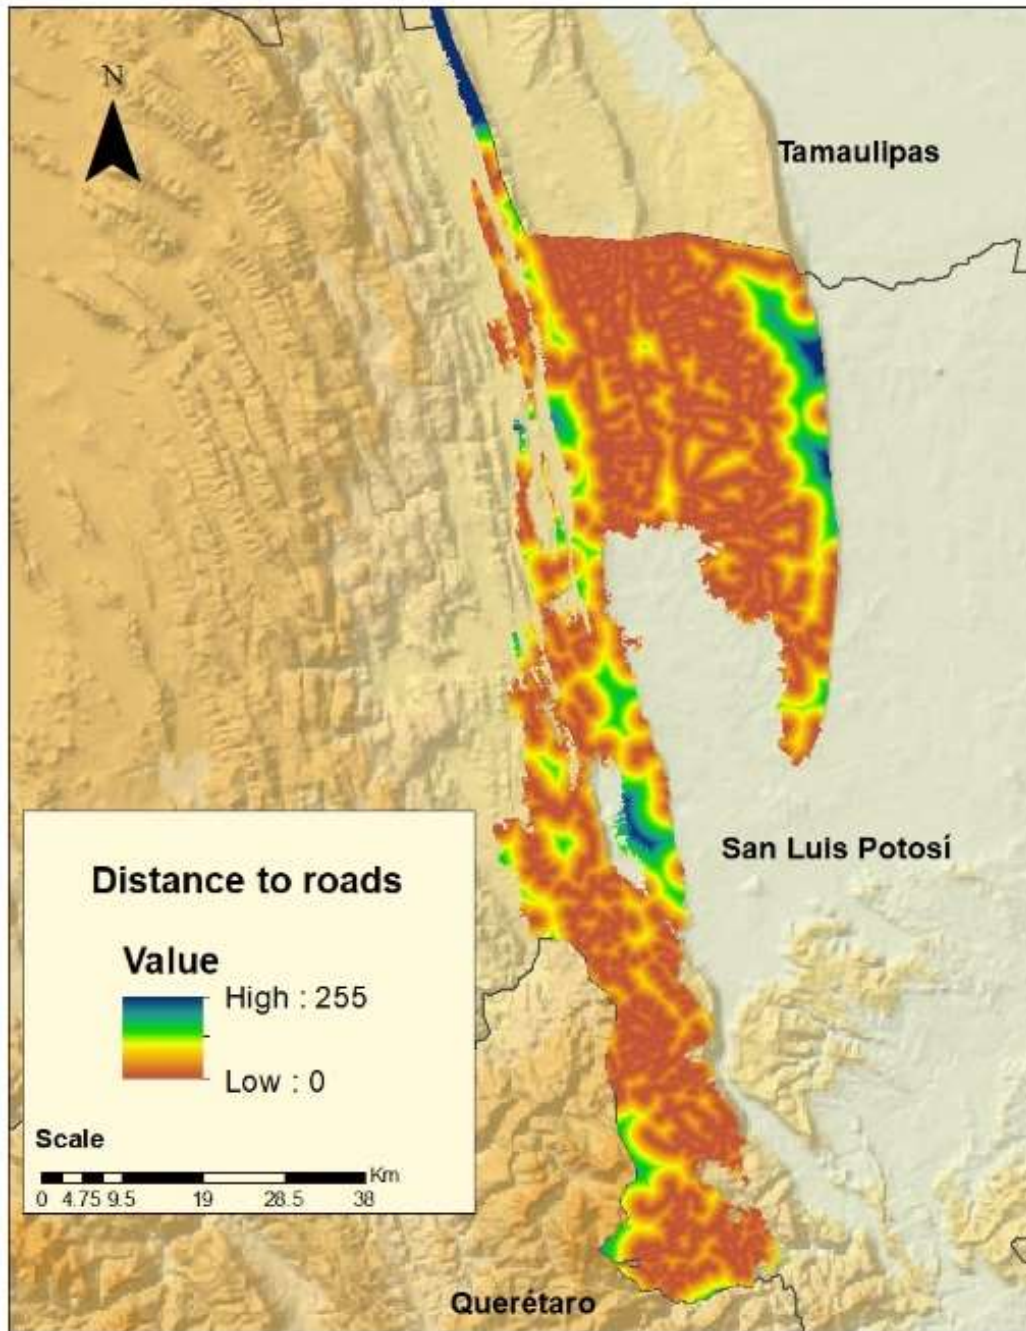 N
Tamaulipas
San Luis Potosí
Distance to roads
Value
High : 255
Low : 0
Scale
Km
0 4.75 9.5 19 28.5 38
Querétaro